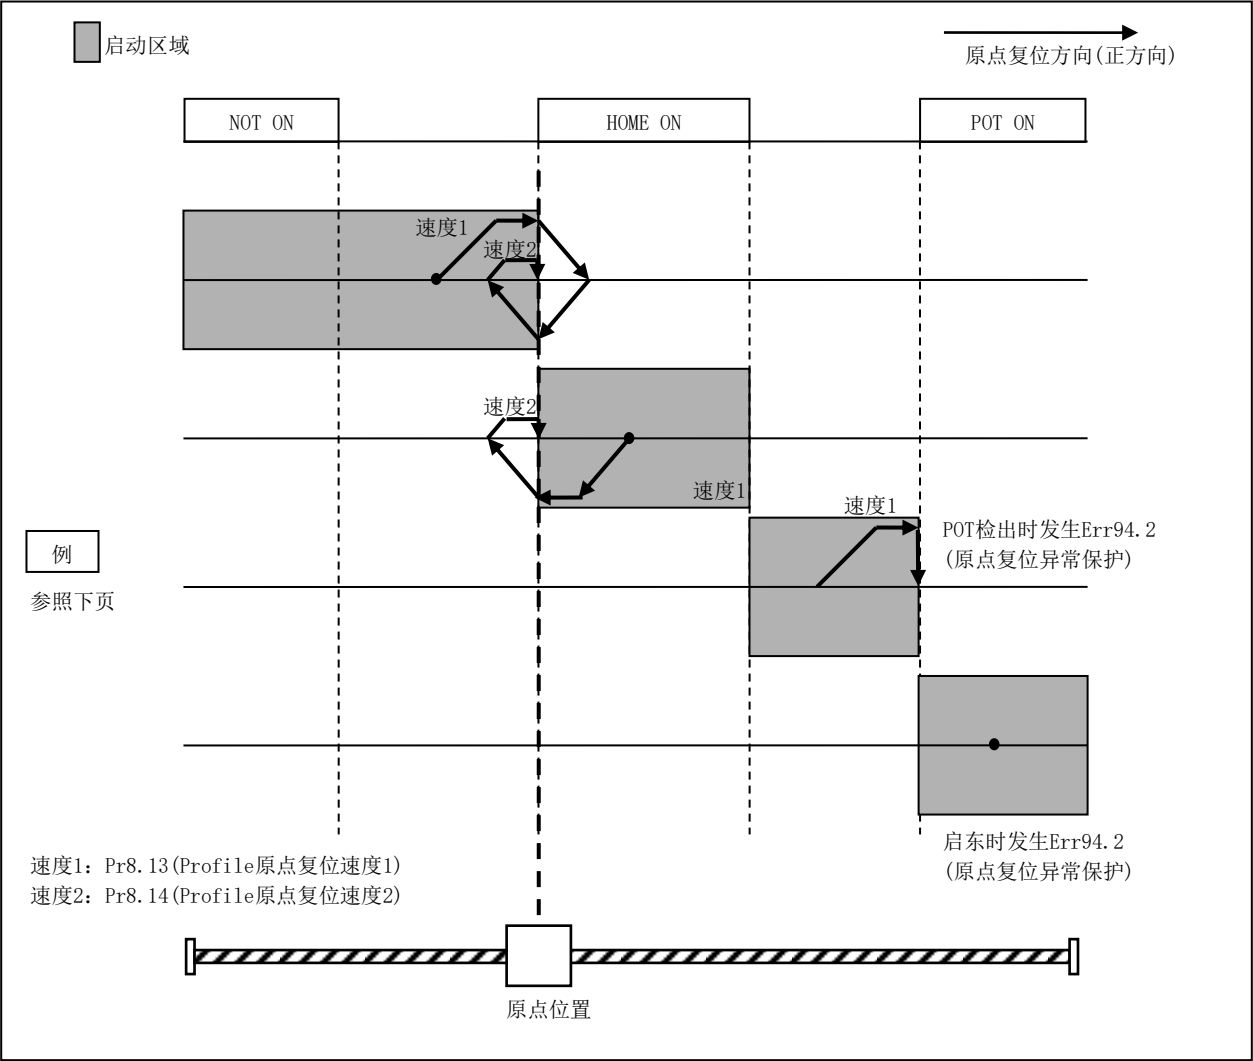 启动区域
原点复位方向(正方向)
NOT ON
HOME ON
POT ON
速度1
速度2
速度2
速度1
速度1
POT检出时发生Err94.2
(原点复位异常保护)
例
参照下页
启东时发生Err94.2
(原点复位异常保护)
速度1：Pr8.13(Profile原点复位速度1)
速度2：Pr8.14(Profile原点复位速度2)
原点位置